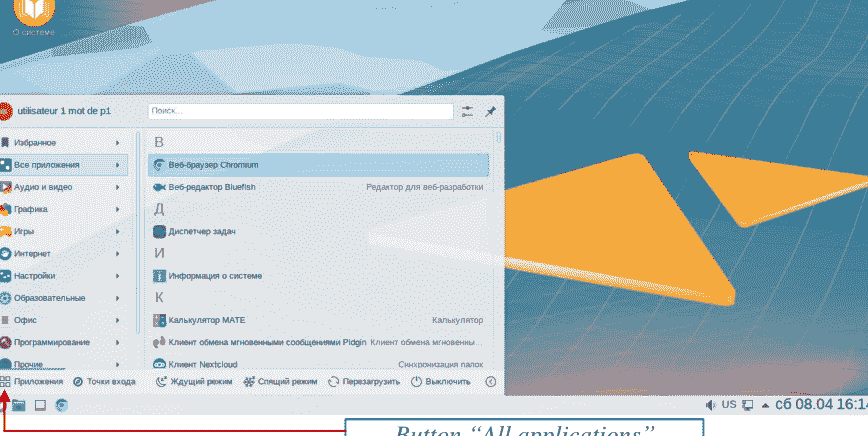 О системе
utilisateur 1 mot de p1
Поиск...
Избранное
Все приложения
Аудио и видео
Графика
Игры
Интернет
Настройки
Образовательные
Офис
Программирование
Прочие
В
Веб-браузер Chromium
Веб-редактор Bluefish Редактор для веб-разработки
Д
Диспетчер задач
И
Информация о системе
К
Калькулятор MATE Калькулятор
Клиент обмена мгновенными сообщениями Pidgin Клиент обмена мгновенны...
Клиент Nextcloud Синхронизация папок
Приложения Точки входа Ждущий режим Спящий режим Перезагрузить Выключить
US сб 08.04 16:14
Button “All applications”